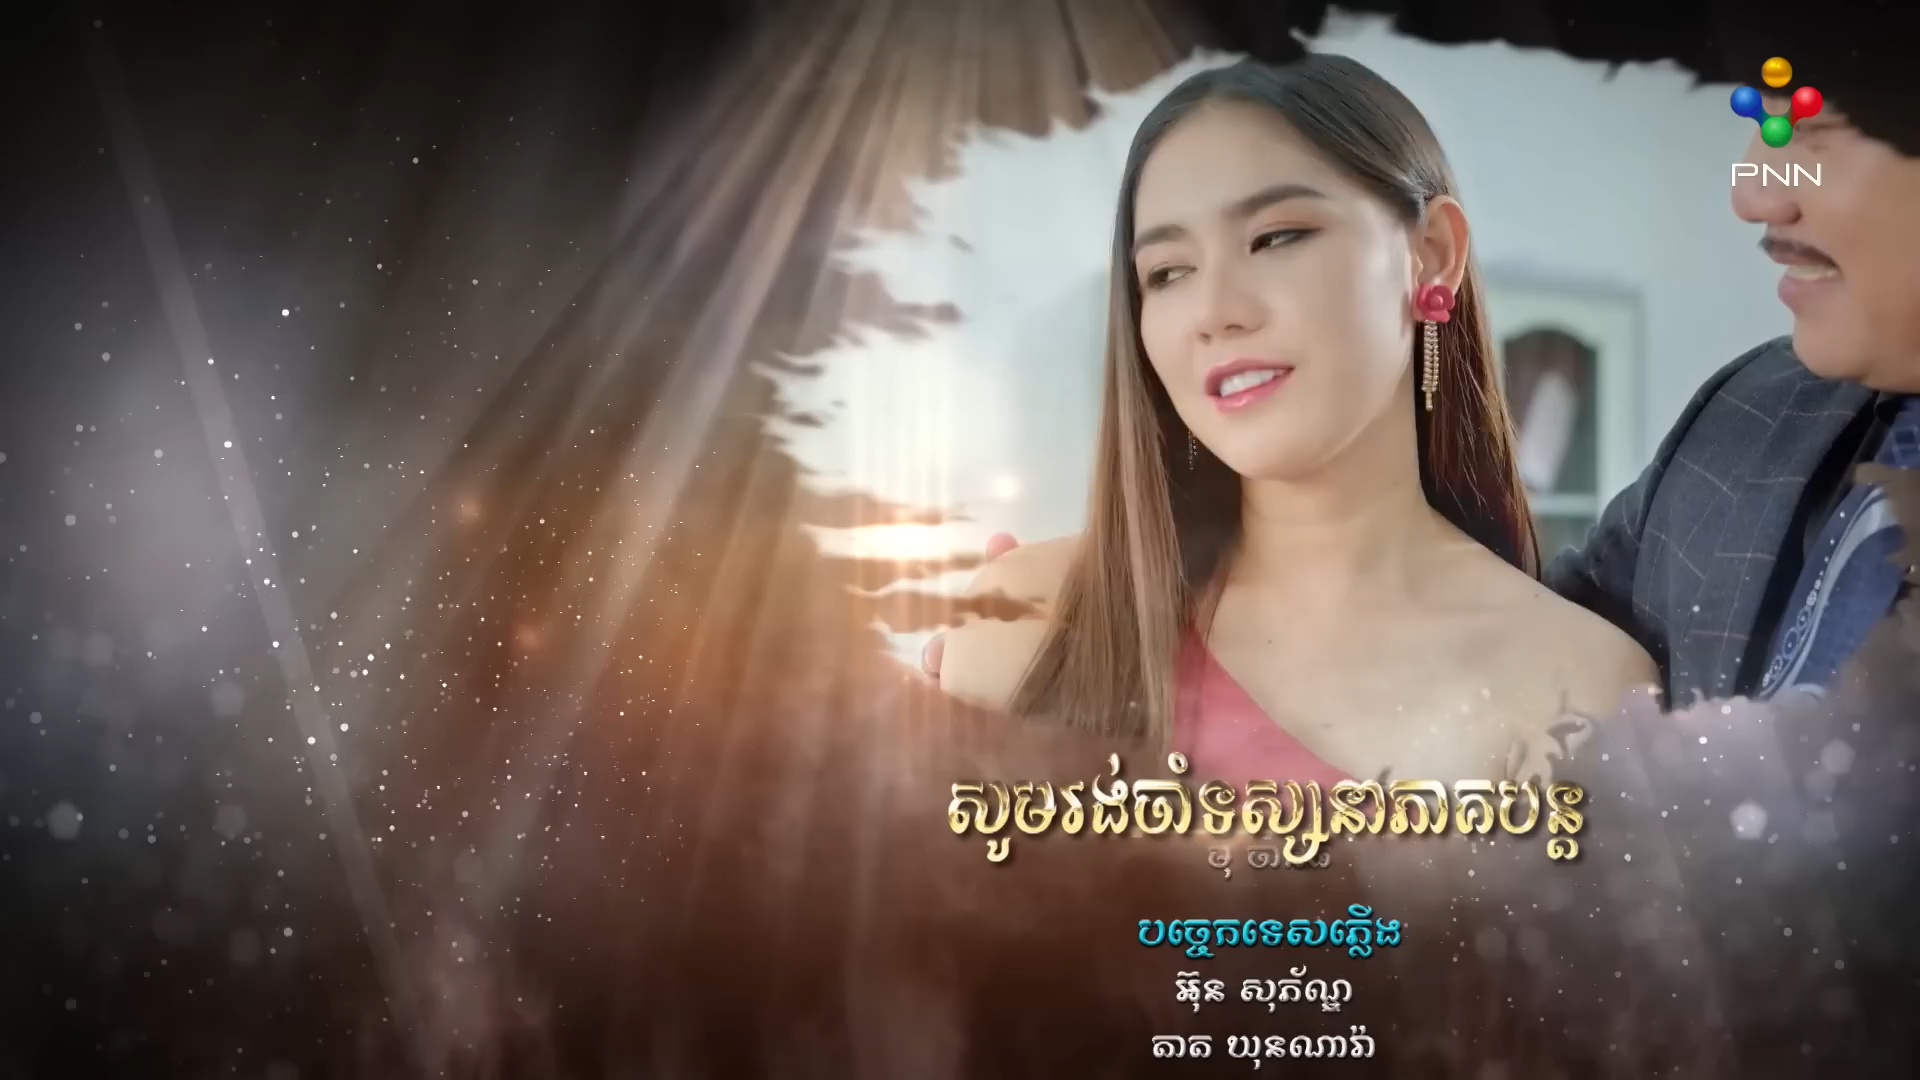 PNN
សូមរង់ចាំទស្សនាភាគបន្ត
បច្ចេកទេសភ្លើង
អ៊ុន សុភ័ណ្ឌ
តាត ឃុនណារ៉ា